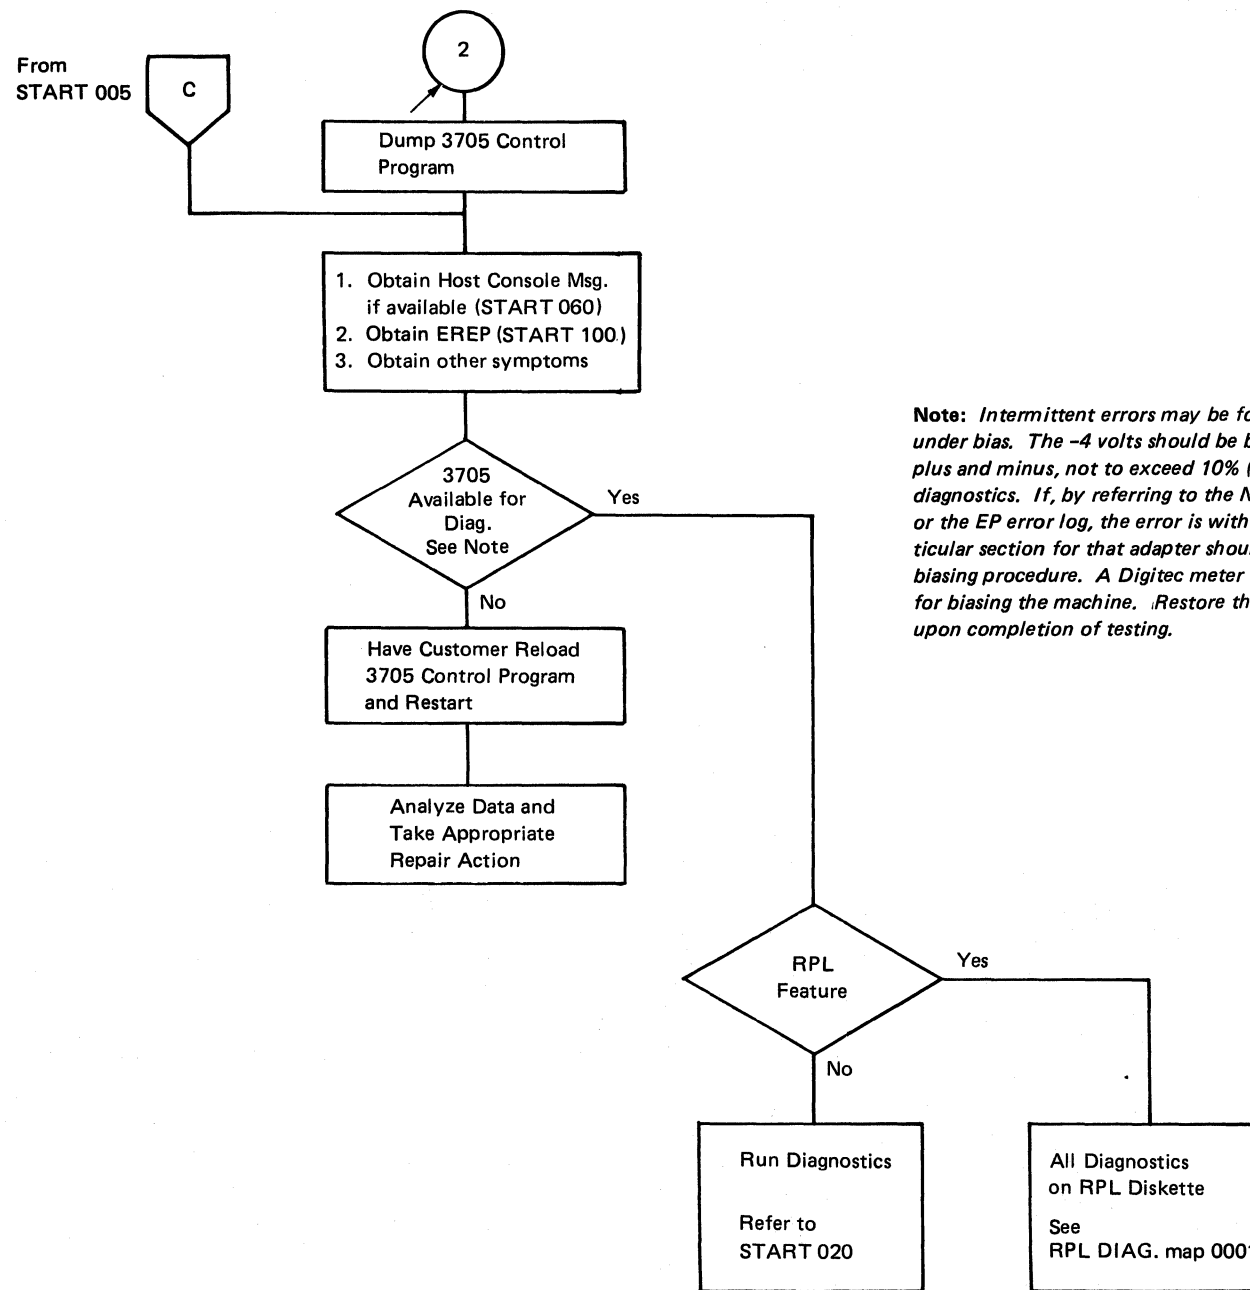 2
From
START 005
C
Dump 3705 Control
Program
1. Obtain Host Console Msg.
if available (START 060)
2. Obtain EREP (START 100.)
3. Obtain other symptoms
3705
Available for
Diag.
See Note
Yes
No
Note: Intermittent errors may be
under bias. The –4 volts should be
plus and minus, not to exceed 10%
diagnostics. If, by referring to the
or the EP error log, the error is with
ticular section for that adapter
biasing procedure. A Digitec meter
for biasing the machine. Restore
upon completion of testing.
Have Customer Reload
3705 Control Program
and Restart
Analyze Data and
Take Appropriate
Repair Action
RPL
Feature
Yes
No
Run Diagnostics
Refer to
START 020
All Diagnostics
on RPL Diskette
See
RPL DIAG. map 0001